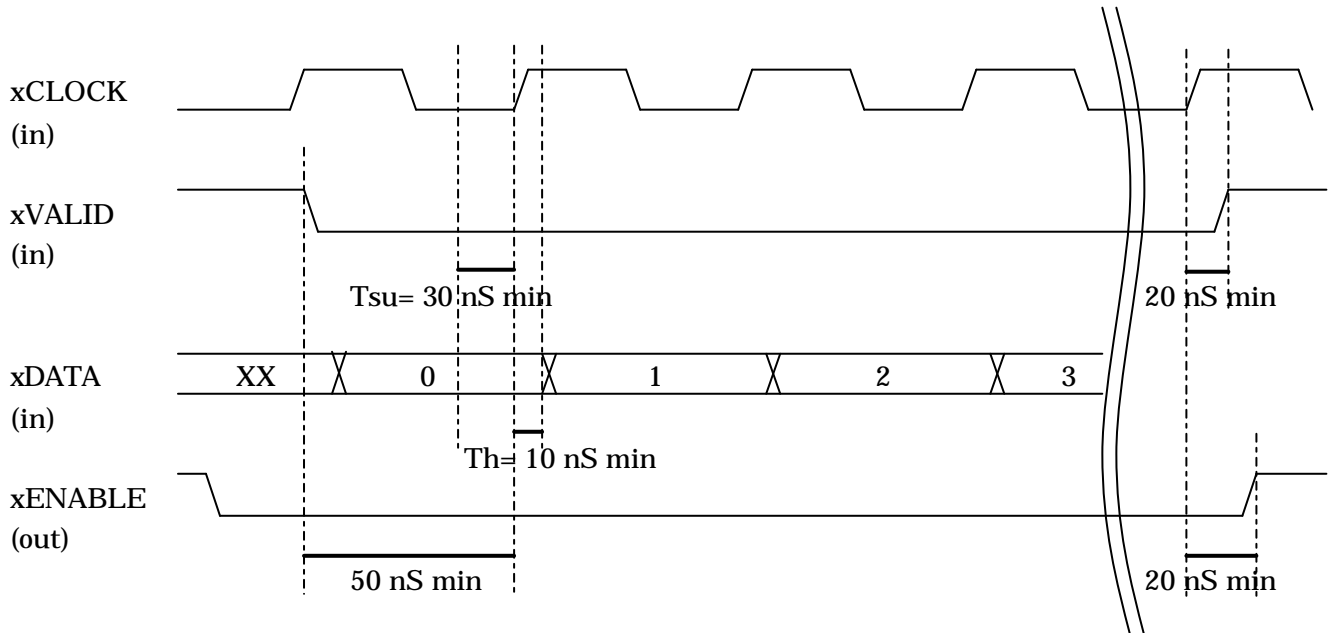 xCLOCK
(in)
xVALID
(in)
Tsu= 30 nS min
20 nS min
xDATA
(in)
XX
0
1
2
3
Th= 10 nS min
xENABLE
(out)
50 nS min
20 nS min